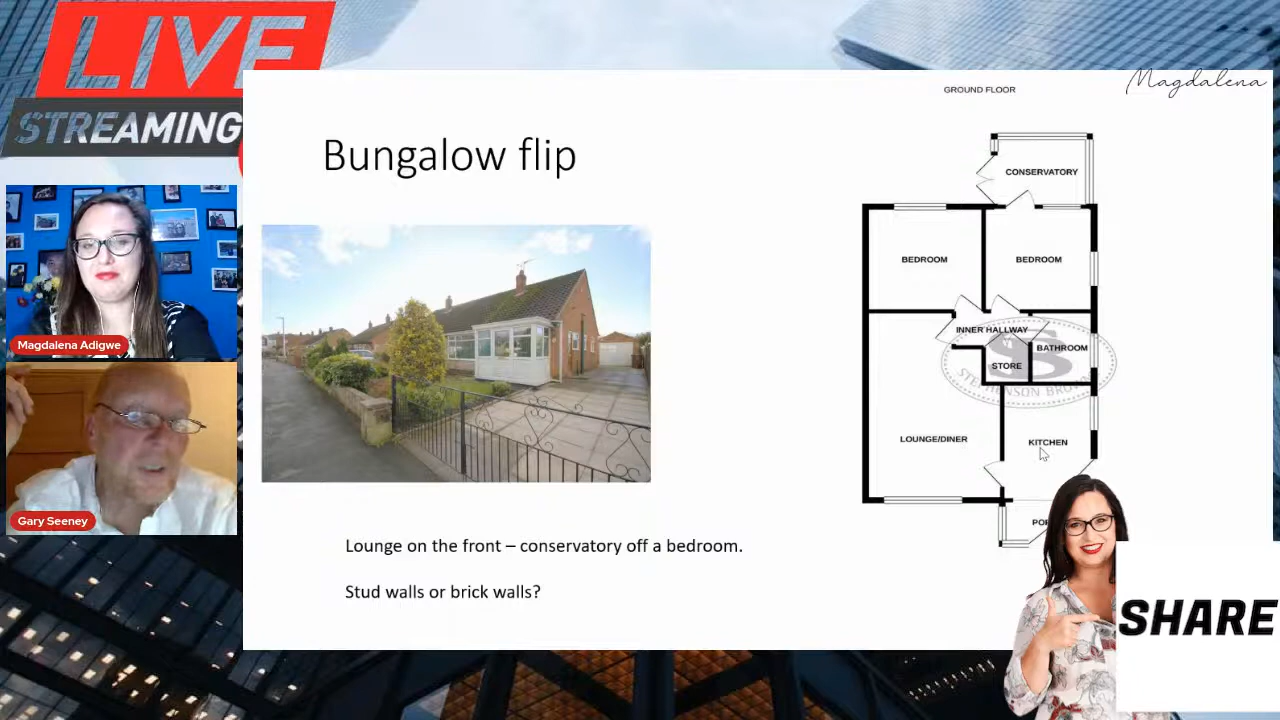 LIVE
STREAMING
Magdalena
GROUND FLOOR
Bungalow flip
CONSERVATORY
BEDROOM
BEDROOM
INNER HALLWAY
BATHROOM
STORE
LOUNGE/DINER
KITCHEN
Magdalena Adigwe
Gary Seeney
Lounge on the front – conservatory off a bedroom.
Stud walls or brick walls?
SHARE